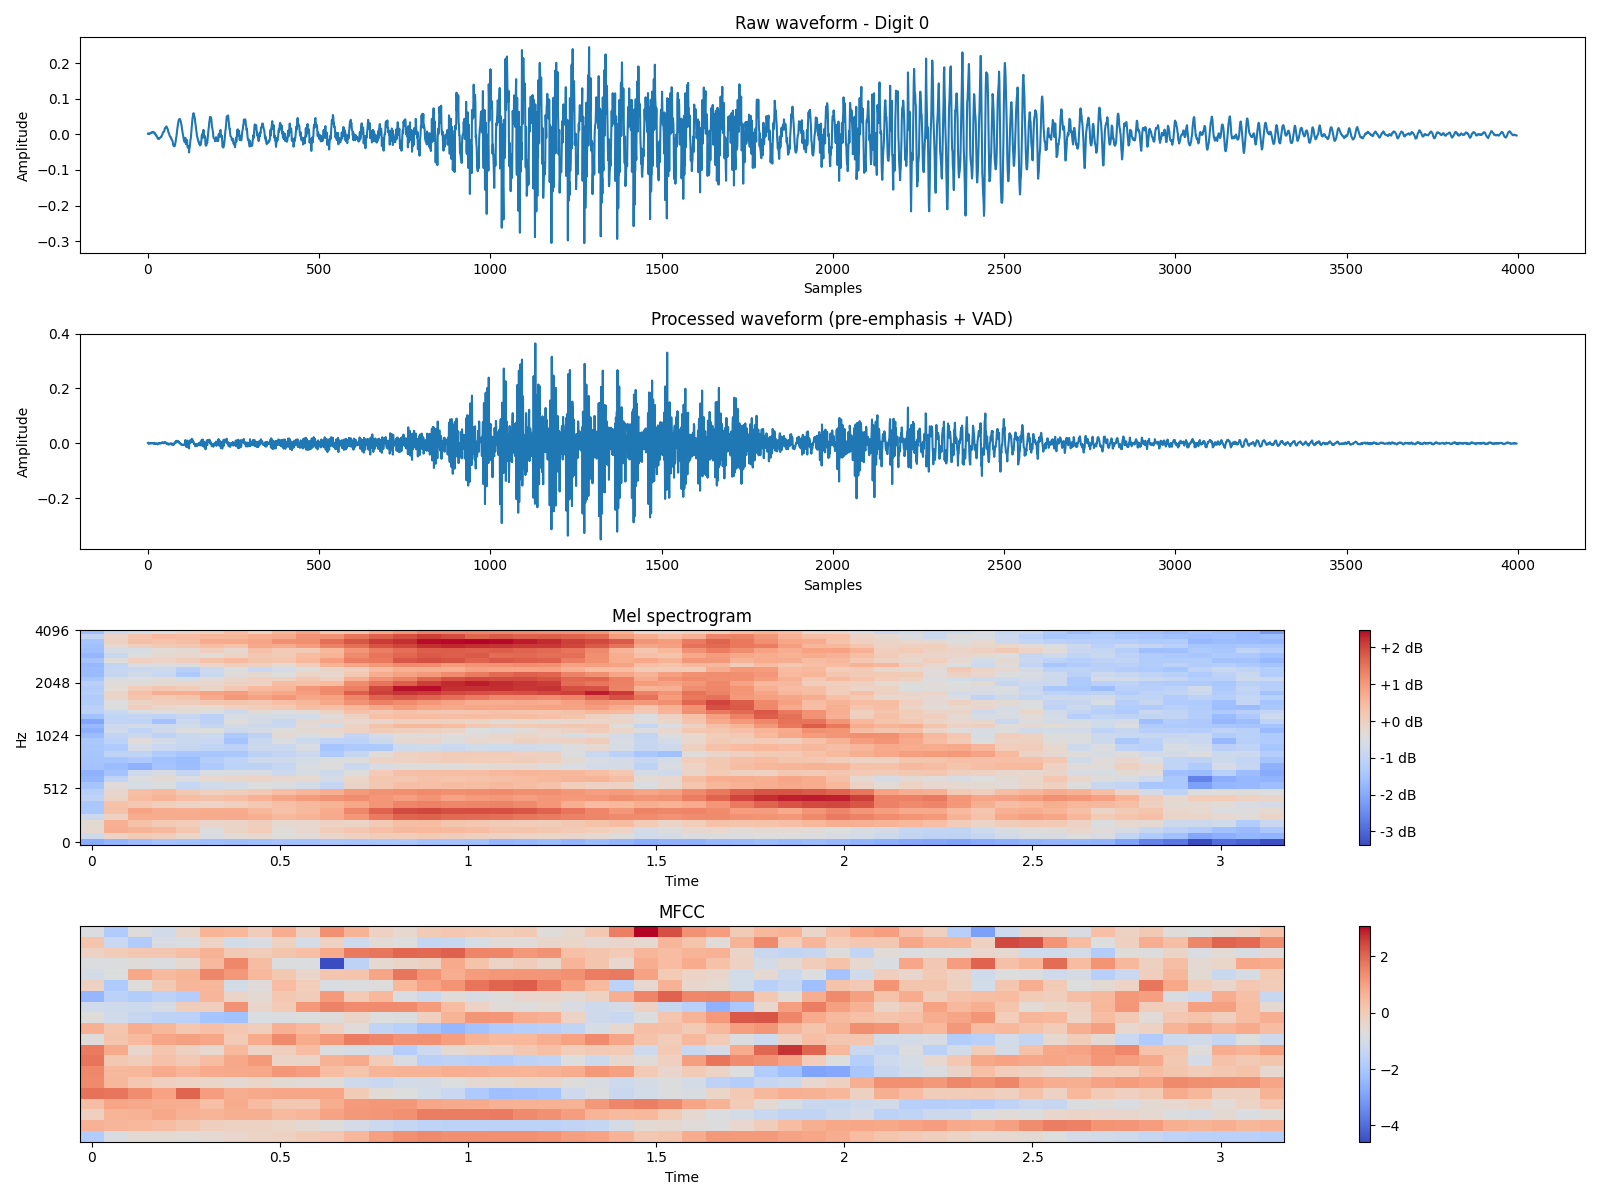 Raw waveform - Digit 0
Amplitude
0.2
0.1
0.0
−0.1
−0.2
−0.3
0 500 1000 1500 2000 2500 3000 3500 4000
Samples
Processed waveform (pre-emphasis + VAD)
Amplitude
0.4
0.2
0.0
−0.2
0 500 1000 1500 2000 2500 3000 3500 4000
Samples
Mel spectrogram
Hz
4096
2048
1024
512
0
0 0.5 1 1.5 2 2.5 3
Time
+2 dB
+1 dB
+0 dB
-1 dB
-2 dB
-3 dB
MFCC
0 0.5 1 1.5 2 2.5 3
Time
2
0
−2
−4